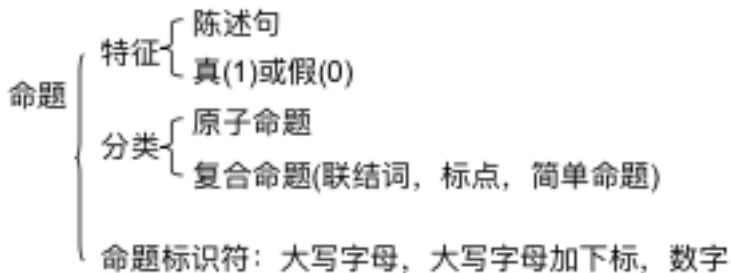 命题
特征
陈述句
真(1)或假(0)
分类
原子命题
复合命题(联结词，标点，简单命题)
命题标识符：大写字母，大写字母加下标，数字